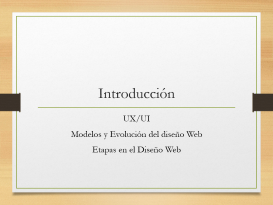 Introducción
UX/UI
Modelos y Evolución del diseño Web
Etapas en el Diseño Web